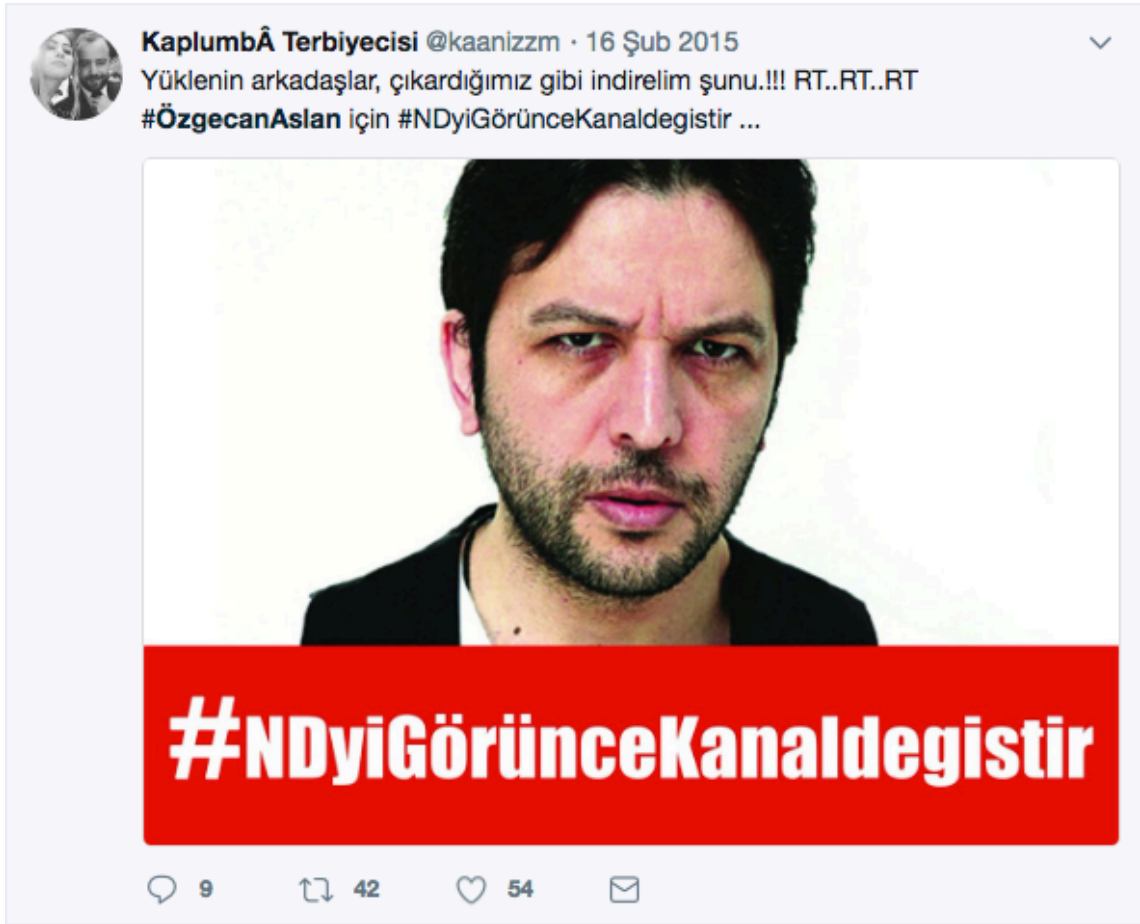 KaplumbÂ Terbiyecisi @kaanizzm · 16 Şub 2015
Yüklenin arkadaşlar, çıkardığımız gibi indirelim şunu.!!! RT..RT..RT
#ÖzgecanAslan için #NDyiGörünceKanaldegistir ...
#NDyiGörünceKanaldegistir
9 42 54